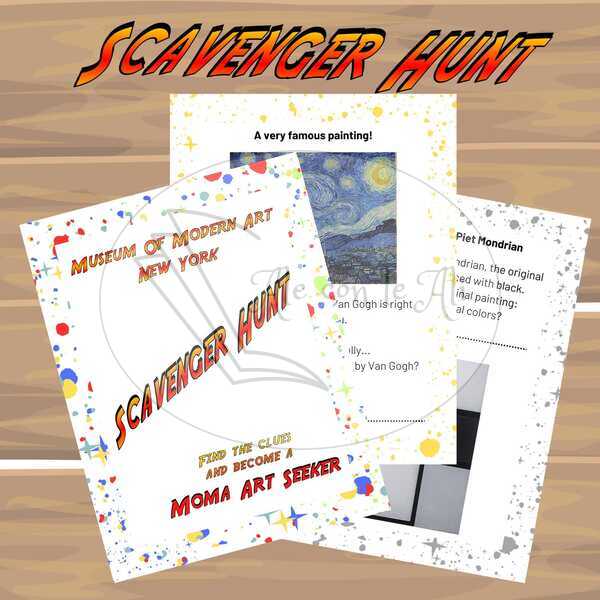 SCAVENGER HUNT
A very famous painting!
Van Gogh is right
by Van Gogh?
Piet Mondrian
ndrian, the original
ced with black.
inal painting:
al colors?
MUSEUM OF MODERN ART
NEW YORK
SCAVENGER HUNT
FIND THE CLUES
AND BECOME A
MOMA ART SEEKER